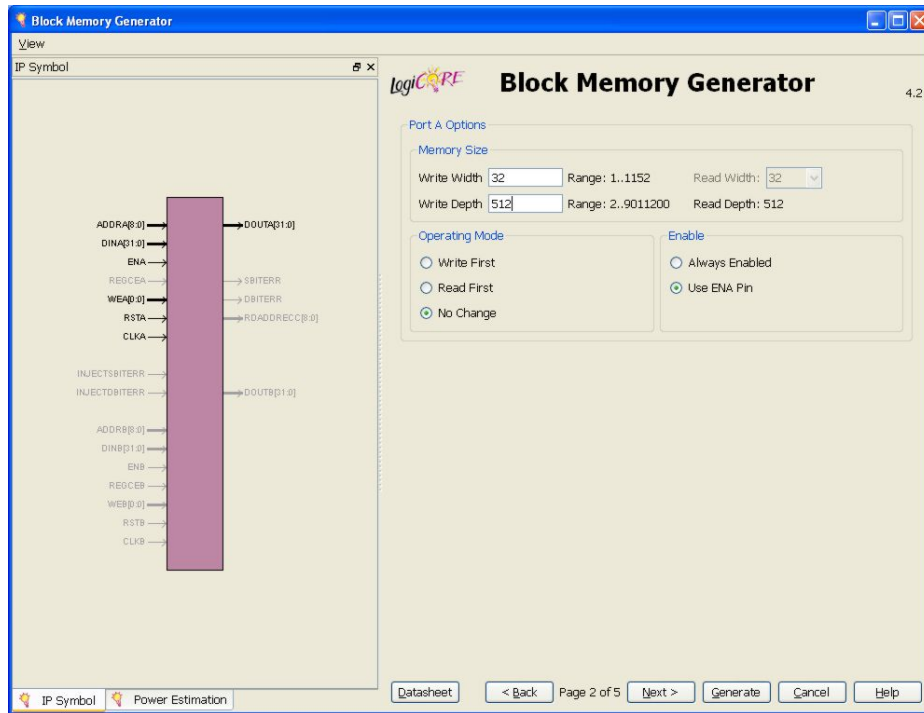 Block Memory Generator
View
IP Symbol
ADDRA[8:0]
DINA[31:0]
ENA
REGCEA
WEA[0:0]
RSTA
CLKA
INJECTSBITERR
INJECTDBITERR
ADDRB[8:0]
DINB[31:0]
ENB
REGCEB
WEB[0:0]
RSTB
CLKB
DOUTA[31:0]
SBITERR
DBITERR
RDADDRECC[8:0]
DOUTB[31:0]
IP Symbol Power Estimation
LogiCORE Block Memory Generator 4.2
Port A Options
Memory Size
Write Width 32 Range: 1..1152 Read Width: 32
Write Depth 512 Range: 2..9011200 Read Depth: 512
Operating Mode
Write First
Read First
No Change
Enable
Always Enabled
Use ENA Pin
Datasheet < Back Page 2 of 5 Next > Generate Cancel Help